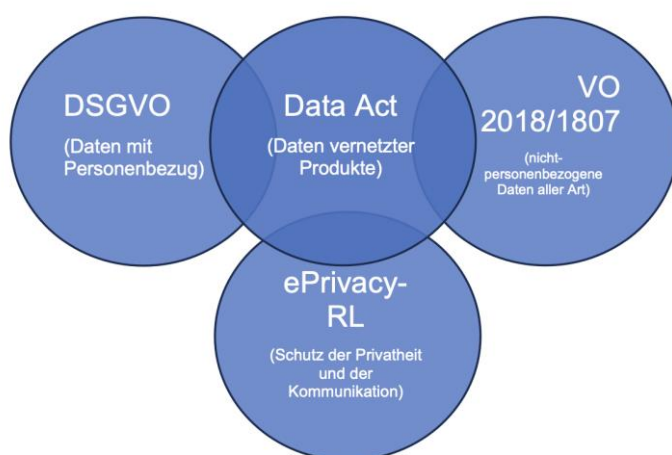 DSGVO
(Daten mit
Personenbezug)
Data Act
(Daten vernetzter
Produkte)
VO
2018/1807
(nicht-
personenbezogene
Daten aller Art)
ePrivacy-
RL
(Schutz der Privatheit
und der
Kommunikation)